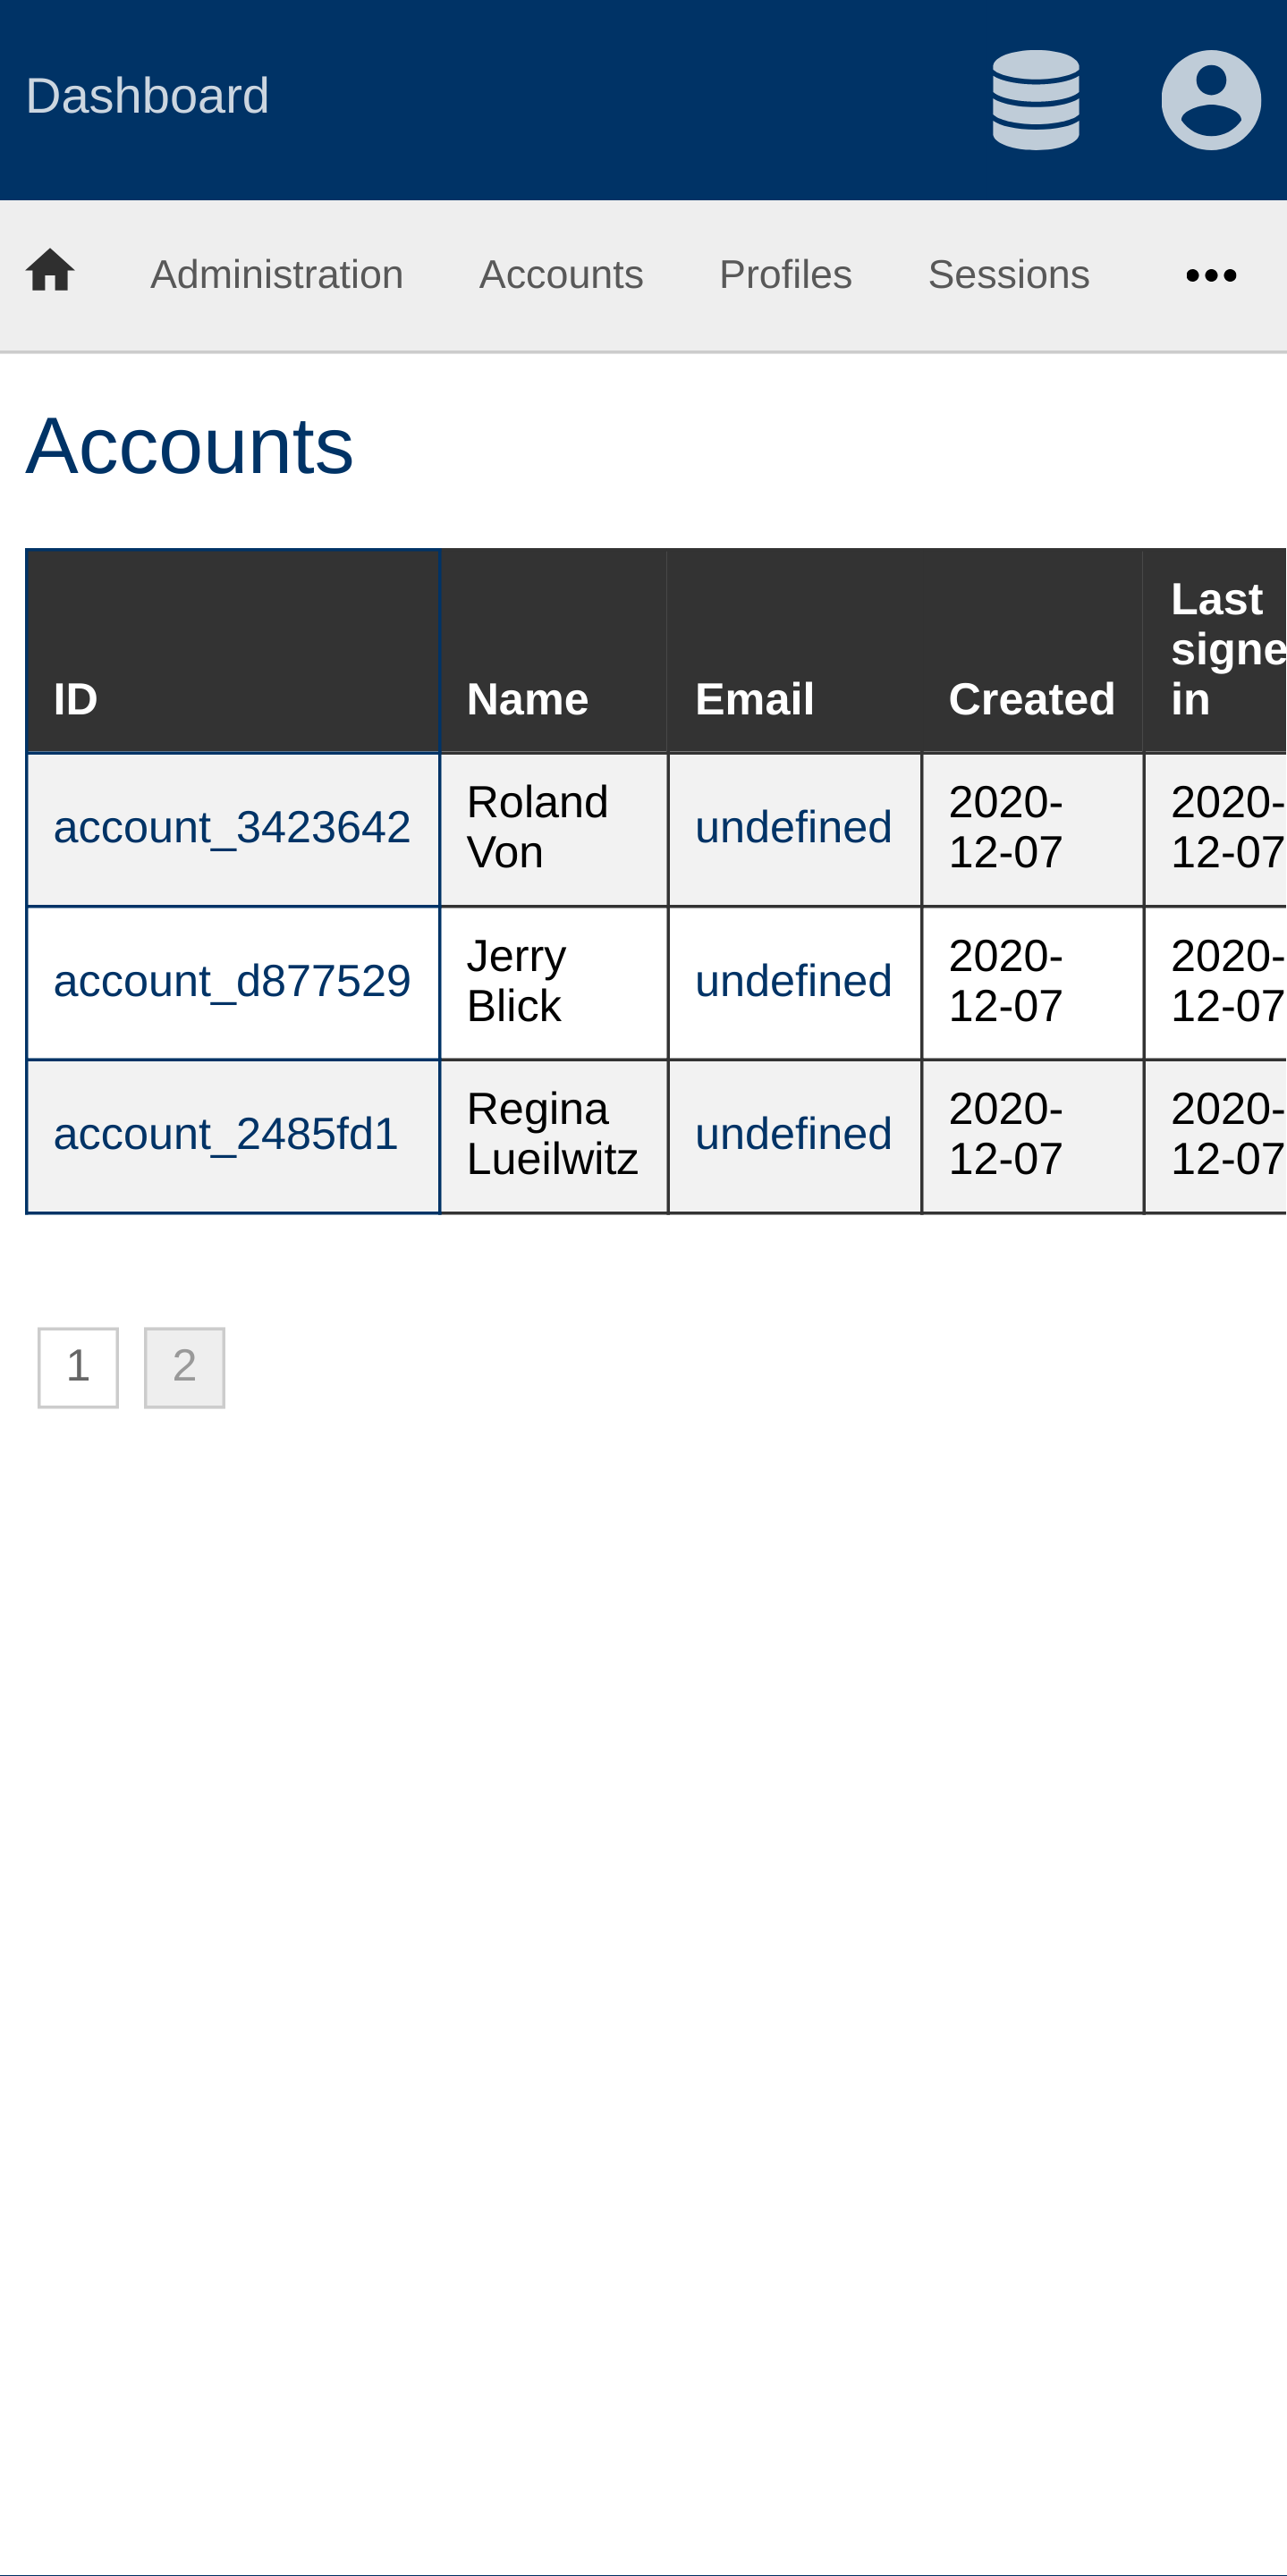 Dashboard
Administration Accounts Profiles Sessions
Accounts
ID Name Email Created Last signe in
account_3423642 Roland Von undefined 2020-12-07 2020-12-07
account_d877529 Jerry Blick undefined 2020-12-07 2020-12-07
account_2485fd1 Regina Lueilwitz undefined 2020-12-07 2020-12-07
1 2